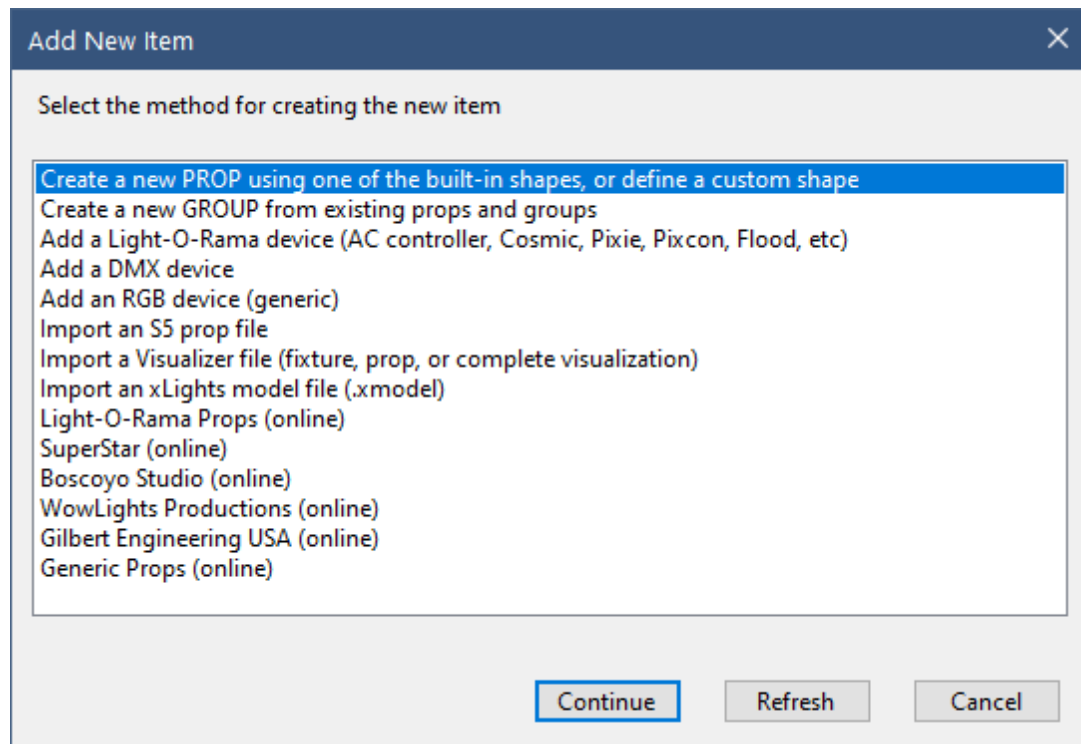 Add New Item
Select the method for creating the new item
Create a new PROP using one of the built-in shapes, or define a custom shape
Create a new GROUP from existing props and groups
Add a Light-O-Rama device (AC controller, Cosmic, Pixie, Pixcon, Flood, etc)
Add a DMX device
Add an RGB device (generic)
Import an S5 prop file
Import a Visualizer file (fixture, prop, or complete visualization)
Import an xLights model file (.xmodel)
Light-O-Rama Props (online)
SuperStar (online)
Boscoyo Studio (online)
WowLights Productions (online)
Gilbert Engineering USA (online)
Generic Props (online)
Continue Refresh Cancel